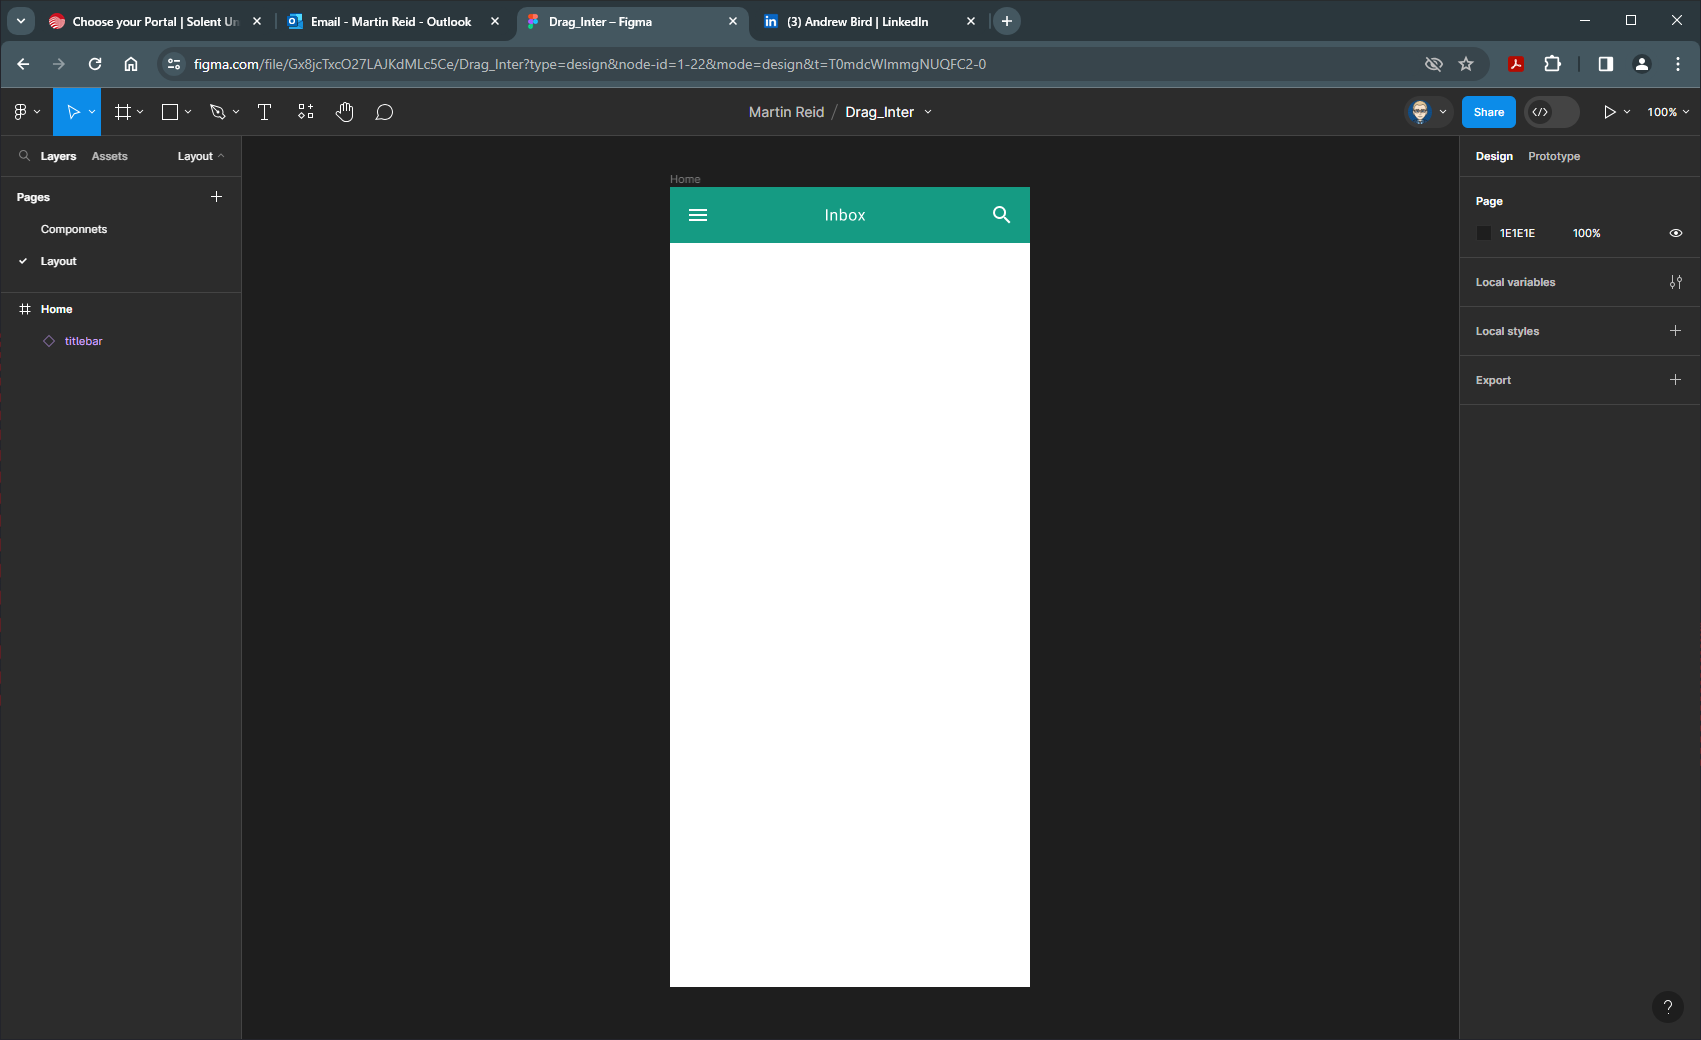 Choose your Portal | Solent Un
Email - Martin Reid - Outlook
Drag_Inter – Figma
in (3) Andrew Bird | LinkedIn
figma.com/file/Gx8jcTxcO27LAJKdMLc5Ce/Drag_Inter?type=design&node-id=1-22&mode=design&t=T0mdcWImmgNUQFC2-0
Martin Reid / Drag_Inter
Share
</>
100%
Layers Assets Layout
Design Prototype
Pages
Componnets
Layout
Home
titlebar
Home
Inbox
Page
1E1E1E 100%
Local variables
Local styles
Export
?